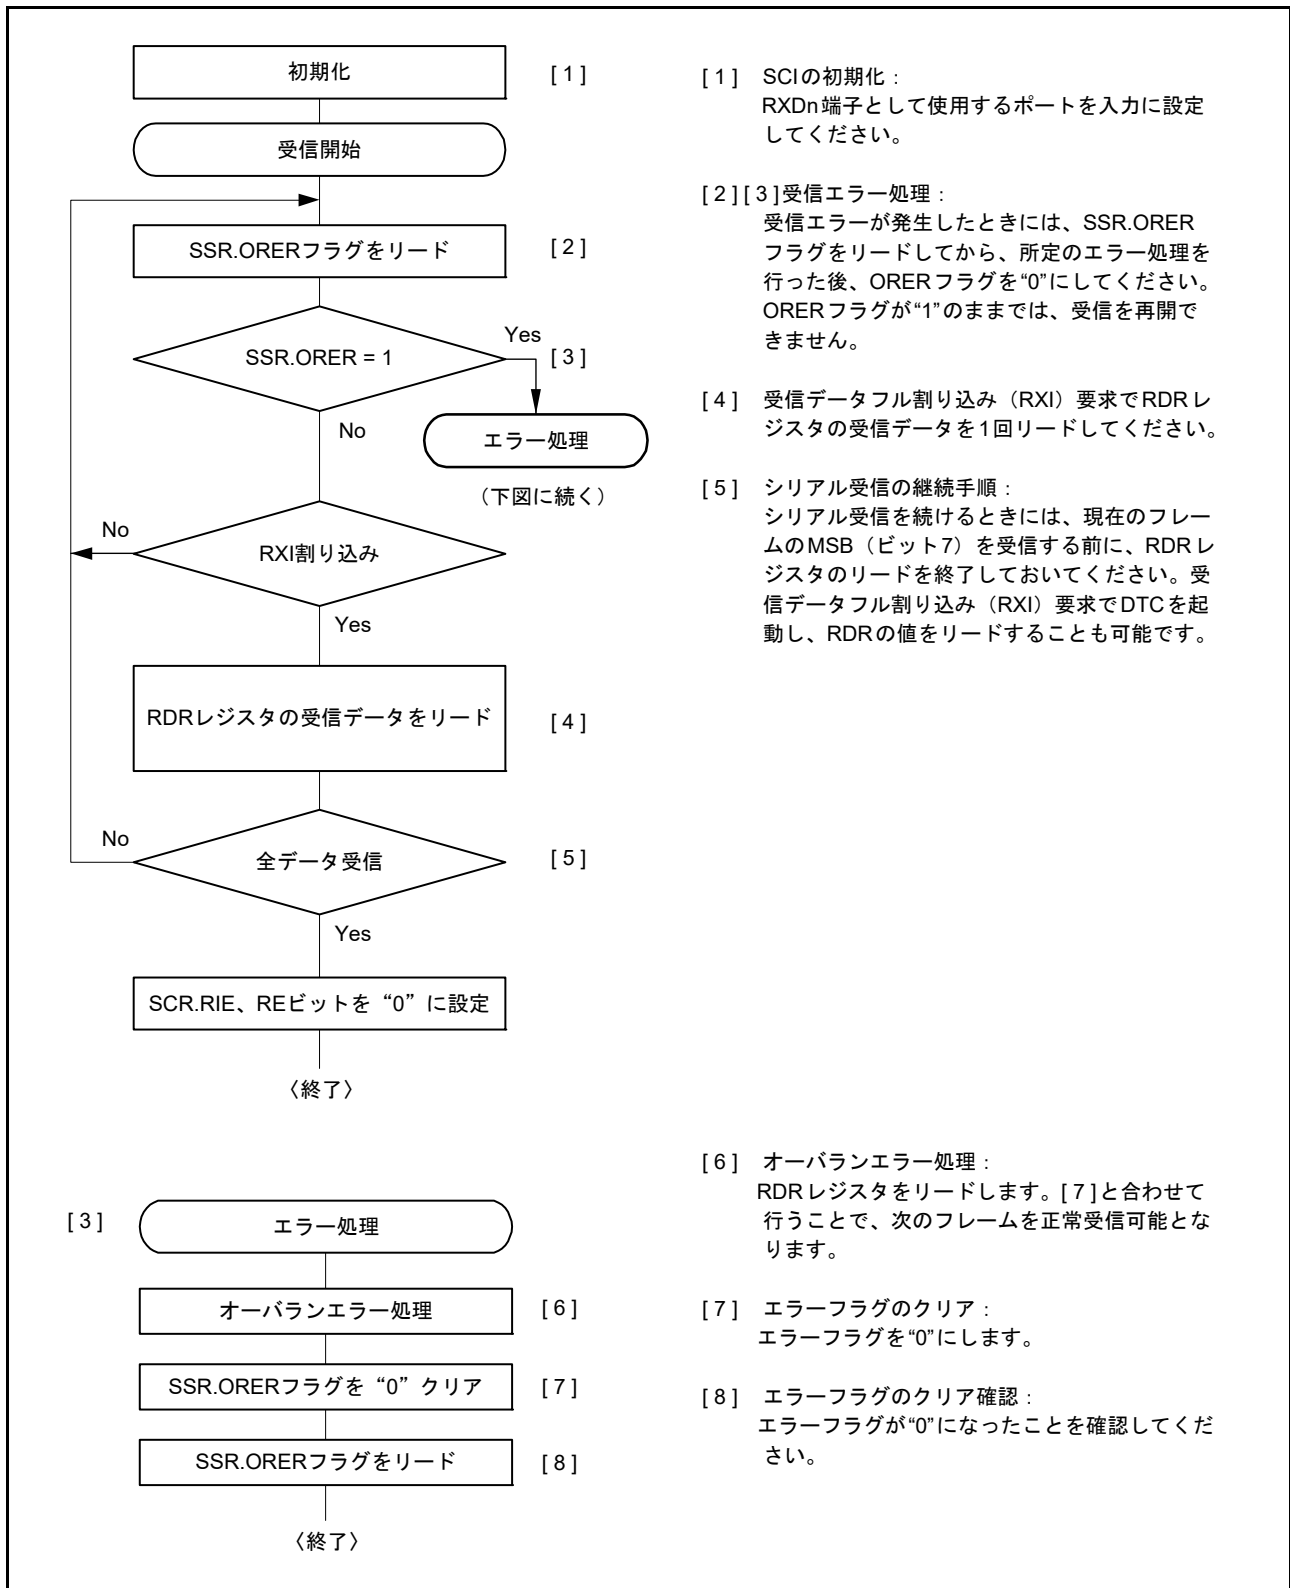 初期化
[ 1 ]
受信開始
SSR.ORERフラグをリード
[ 2 ]
SSR.ORER = 1
Yes
[ 3 ]
No
エラー処理
（下図に続く）
No
RXI割り込み
Yes
RDRレジスタの受信データをリード
[ 4 ]
No
全データ受信
[ 5 ]
Yes
SCR.RIE、REビットを“0”に設定
〈終了〉
[ 1 ] SCIの初期化：
RXDn端子として使用するポートを入力に設定
してください。
[ 2 ][ 3 ]受信エラー処理：
受信エラーが発生したときには、SSR.ORER
フラグをリードしてから、所定のエラー処理を
行った後、ORERフラグを“0”にしてください。
ORERフラグが“1”のままでは、受信を再開で
きません。
[ 4 ] 受信データフル割り込み（RXI）要求でRDRレ
ジスタの受信データを1回リードしてください。
[ 5 ] シリアル受信の継続手順：
シリアル受信を続けるときには、現在のフレー
ムのMSB（ビット7）を受信する前に、RDRレ
ジスタのリードを終了しておいてください。受
信データフル割り込み（RXI）要求でDTCを起
動し、RDRの値をリードすることも可能です。
[ 3 ]
エラー処理
オーバランエラー処理
[ 6 ]
SSR.ORERフラグを“0”クリア
[ 7 ]
SSR.ORERフラグをリード
[ 8 ]
〈終了〉
[ 6 ] オーバランエラー処理：
RDRレジスタをリードします。[ 7 ]と合わせて
行うことで、次のフレームを正常受信可能とな
ります。
[ 7 ] エラーフラグのクリア：
エラーフラグを“0”にします。
[ 8 ] エラーフラグのクリア確認：
エラーフラグが“0”になったことを確認してくだ
さい。